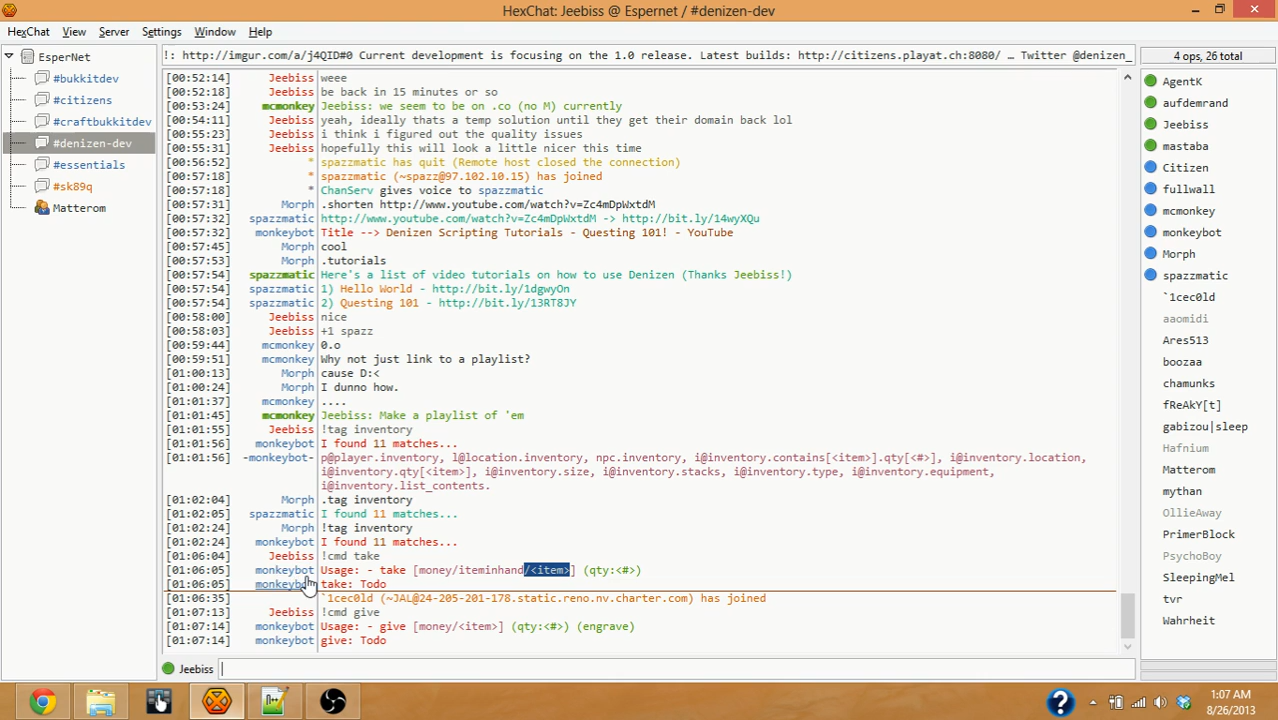 HexChat: Jeebiss @ Espernet / #denizen-dev
HexChat View Server Settings Window Help
EsperNet
#bukkitdev
#citizens
#craftbukkitdev
#denizen-dev
#essentials
#sk89q
Matterom
!: http://imgur.com/a/j4QID#0 Current development is focusing on the 1.0 release. Latest builds: http://citizens.playat.ch:8080/ … Twitter @denizen_
4 ops, 26 total
[00:52:14] Jeebiss weee
[00:52:18] Jeebiss be back in 15 minutes or so
[00:53:24] mcmonkey Jeebiss: we seem to be on .co (no M) currently
[00:54:11] Jeebiss yeah, ideally thats a temp solution until they get their domain back lol
[00:55:23] Jeebiss i think i figured out the quality issues
[00:55:31] Jeebiss hopefully this will look a little nicer this time
[00:56:52] * spazzmatic has quit (Remote host closed the connection)
[00:57:18] * spazzmatic (~spazz@97.102.10.15) has joined
[00:57:18] * ChanServ gives voice to spazzmatic
[00:57:31] Morph .shorten http://www.youtube.com/watch?v=Zc4mDpWxtdM
[00:57:32] spazzmatic http://www.youtube.com/watch?v=Zc4mDpWxtdM -> http://bit.ly/14wyXQu
[00:57:32] monkeybot Title --> Denizen Scripting Tutorials - Questing 101! - YouTube
[00:57:45] Morph cool
[00:57:53] Morph .tutorials
[00:57:54] spazzmatic Here's a list of video tutorials on how to use Denizen (Thanks Jeebiss!)
[00:57:54] spazzmatic 1) Hello World - http://bit.ly/1dgwyOn
[00:57:54] spazzmatic 2) Questing 101 - http://bit.ly/13RT8JY
[00:58:00] Jeebiss nice
[00:58:03] Jeebiss +1 spazz
[00:59:44] mcmonkey 0.o
[00:59:51] mcmonkey Why not just link to a playlist?
[01:00:13] Morph cause D:<
[01:00:24] Morph I dunno how.
[01:01:37] mcmonkey ....
[01:01:45] mcmonkey Jeebiss: Make a playlist of 'em
[01:01:55] Jeebiss !tag inventory
[01:01:56] monkeybot I found 11 matches...
[01:01:56] -monkeybot- p@player.inventory, l@location.inventory, npc.inventory, i@inventory.contains[<item>].qty[<#>], i@inventory.location,
i@inventory.qty[<item>], i@inventory.size, i@inventory.stacks, i@inventory.type, i@inventory.equipment,
i@inventory.list_contents.
[01:02:04] Morph .tag inventory
[01:02:05] spazzmatic I found 11 matches...
[01:02:24] Morph !tag inventory
[01:02:24] monkeybot I found 11 matches...
[01:06:04] Jeebiss !cmd take
[01:06:05] monkeybot Usage: - take [money/iteminhand/<item>] (qty:<#>)
[01:06:05] monkeybot take: Todo
[01:06:35] `1cec0ld (~JAL@24-205-201-178.static.reno.nv.charter.com) has joined
[01:07:13] Jeebiss !cmd give
[01:07:14] monkeybot Usage: - give [money/<item>] (qty:<#>) (engrave)
[01:07:14] monkeybot give: Todo
AgentK
aufdemrand
Jeebiss
mastaba
Citizen
fullwall
mcmonkey
monkeybot
Morph
spazzmatic
`1cec0ld
aaomidi
Ares513
boozaa
chamunks
fReAkY[t]
gabizou|sleep
Hafnium
Matterom
mythan
OllieAway
PrimerBlock
PsychoBoy
SleepingMel
tvr
Wahrheit
Jeebiss
1:07 AM
8/26/2013